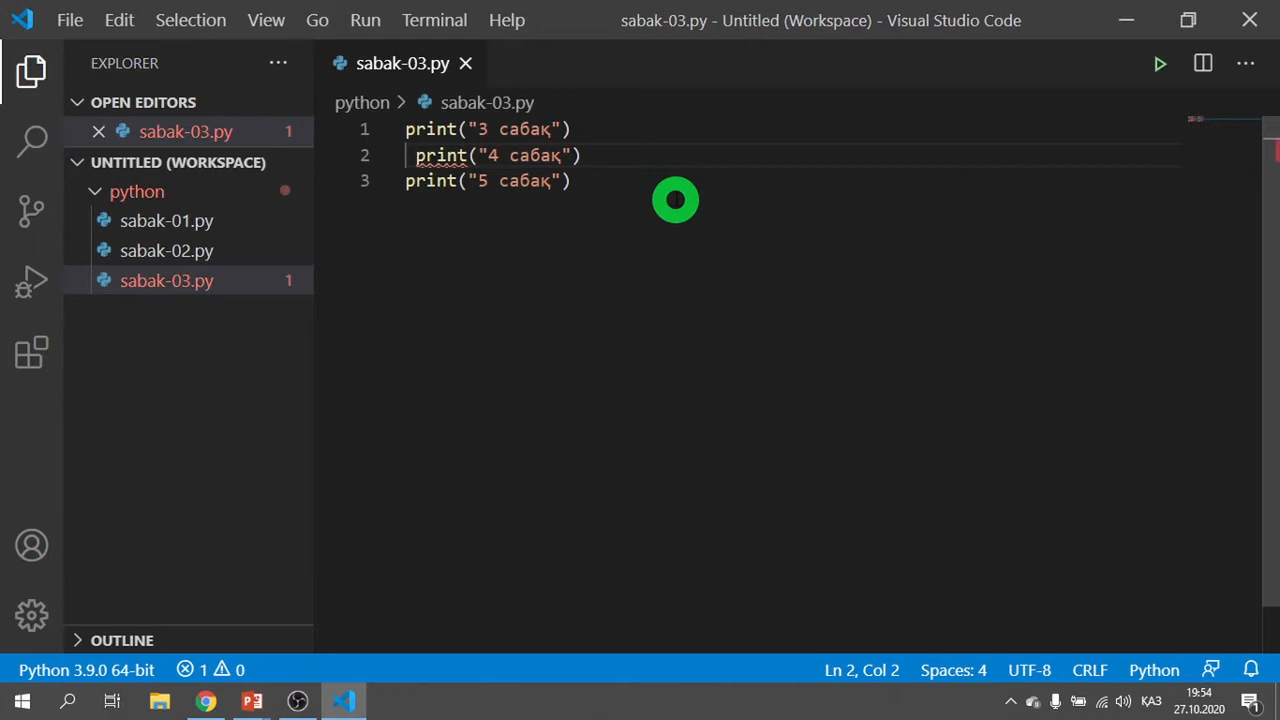 File Edit Selection View Go Run Terminal Help sabak-03.py - Untitled (Workspace) - Visual Studio Code
EXPLORER
sabak-03.py
OPEN EDITORS
python sabak-03.py
sabak-03.py 1
UNTITLED (WORKSPACE)
python
sabak-01.py
sabak-02.py
sabak-03.py 1
1 print("3 сабақ")
2 print("4 сабақ")
3 print("5 сабақ")
OUTLINE
Python 3.9.0 64-bit 1 0 Ln 2, Col 2 Spaces: 4 UTF-8 CRLF Python
ҚАЗ 19:54
27.10.2020 1